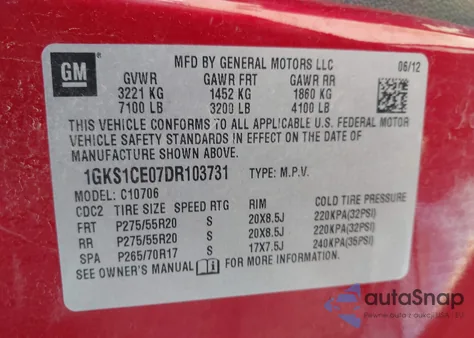 GM
MFD BY GENERAL MOTORS LLC 06/12
GVWR GAWR FRT GAWR RR
3221 KG 1452 KG 1860 KG
7100 LB 3200 LB 4100 LB
THIS VEHICLE CONFORMS TO ALL APPLICABLE U.S. FEDERAL MOTOR
VEHICLE SAFETY STANDARDS IN EFFECT ON THE DATE OF
MANUFACTURE SHOWN ABOVE.
1GKS1CE07DR103731 TYPE: M.P.V.
MODEL: C10706
CDC2 TIRE SIZE SPEED RTG RIM COLD TIRE PRESSURE
FRT P275/55R20 S 20X8.5J 220KPA(32PSI)
RR P275/55R20 S 20X8.5J 220KPA(32PSI)
SPA P265/70R17 S 17X7.5J 240KPA(35PSI)
SEE OWNER'S MANUAL FOR MORE INFORMATION.
autoSnap